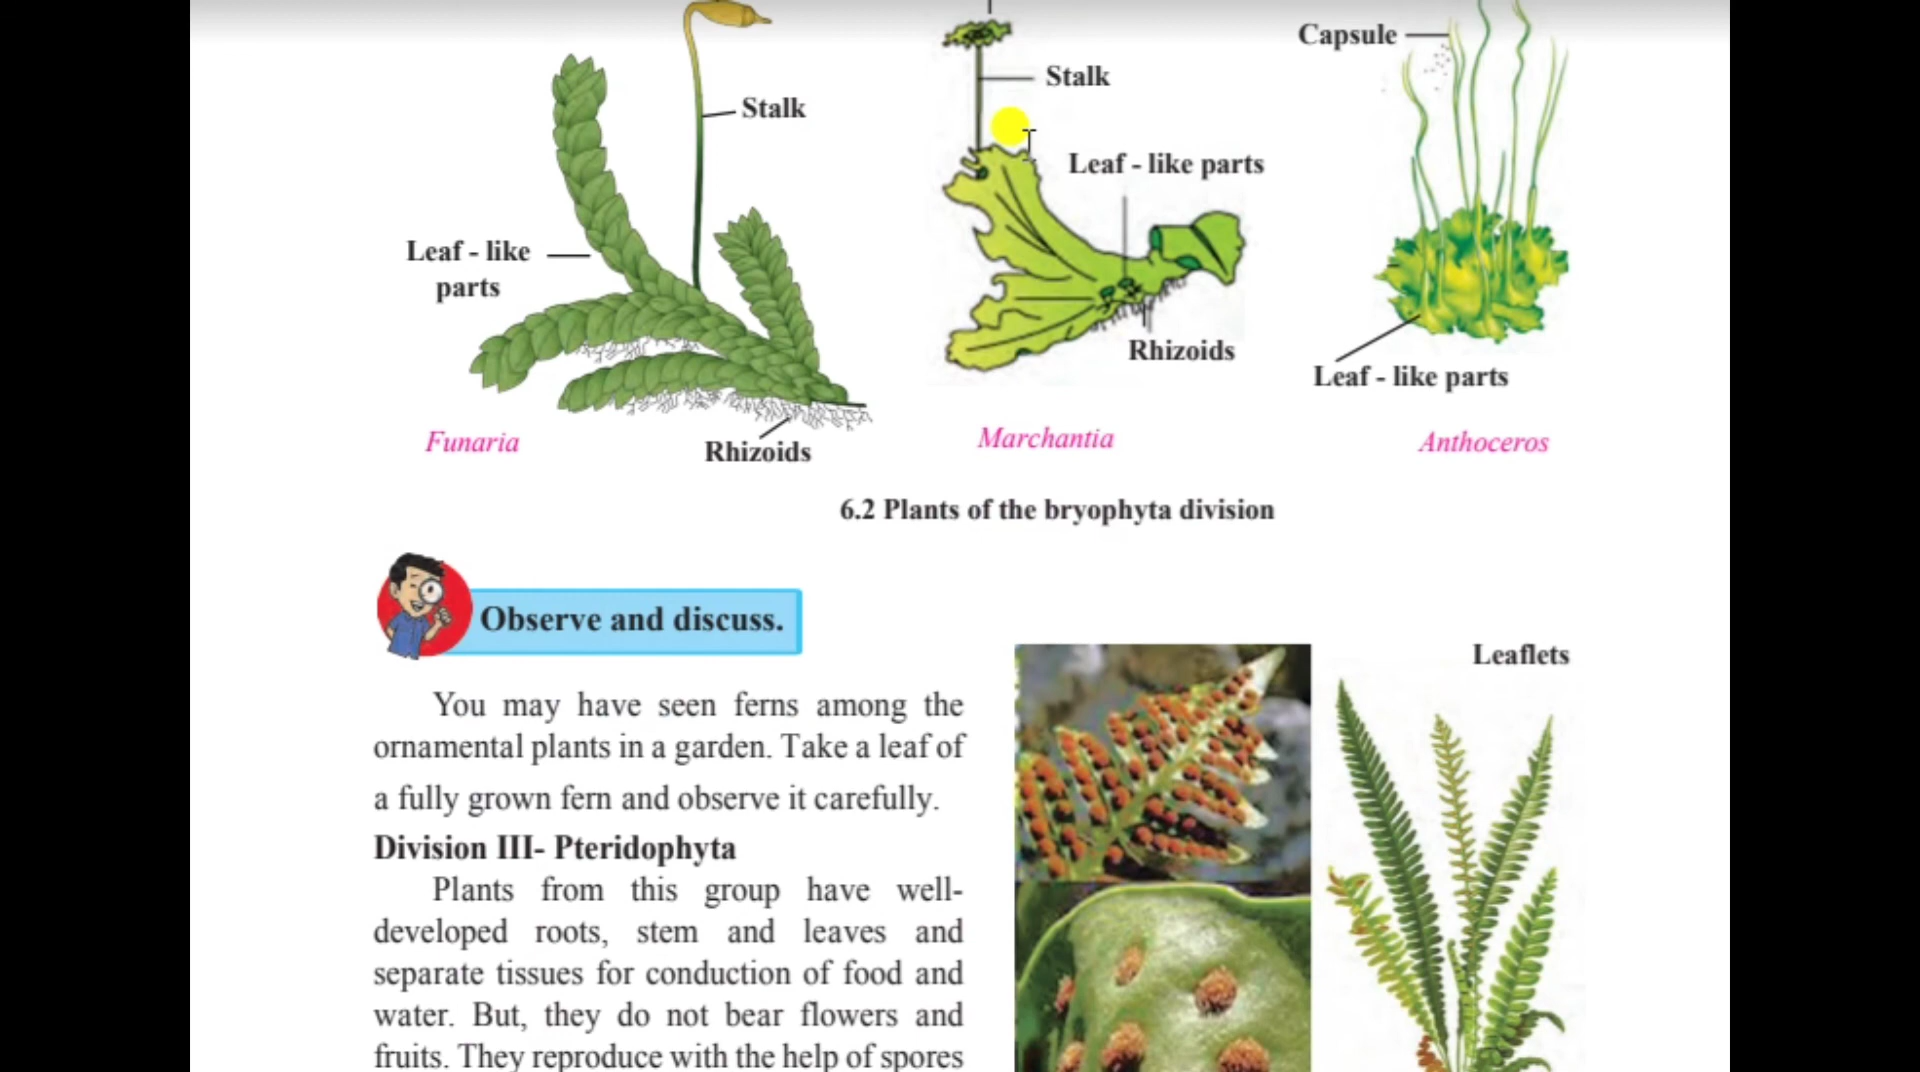 Capsule
Stalk
Stalk
Leaf - like parts
Leaf - like
parts
Rhizoids
Leaf - like parts
Funaria
Rhizoids
Marchantia
Anthoceros
6.2 Plants of the bryophyta division
Observe and discuss.
You may have seen ferns among the
ornamental plants in a garden. Take a leaf of
a fully grown fern and observe it carefully.
Division III- Pteridophyta
Plants from this group have well-
developed roots, stem and leaves and
separate tissues for conduction of food and
water. But, they do not bear flowers and
fruits. They reproduce with the help of spores
Leaflets